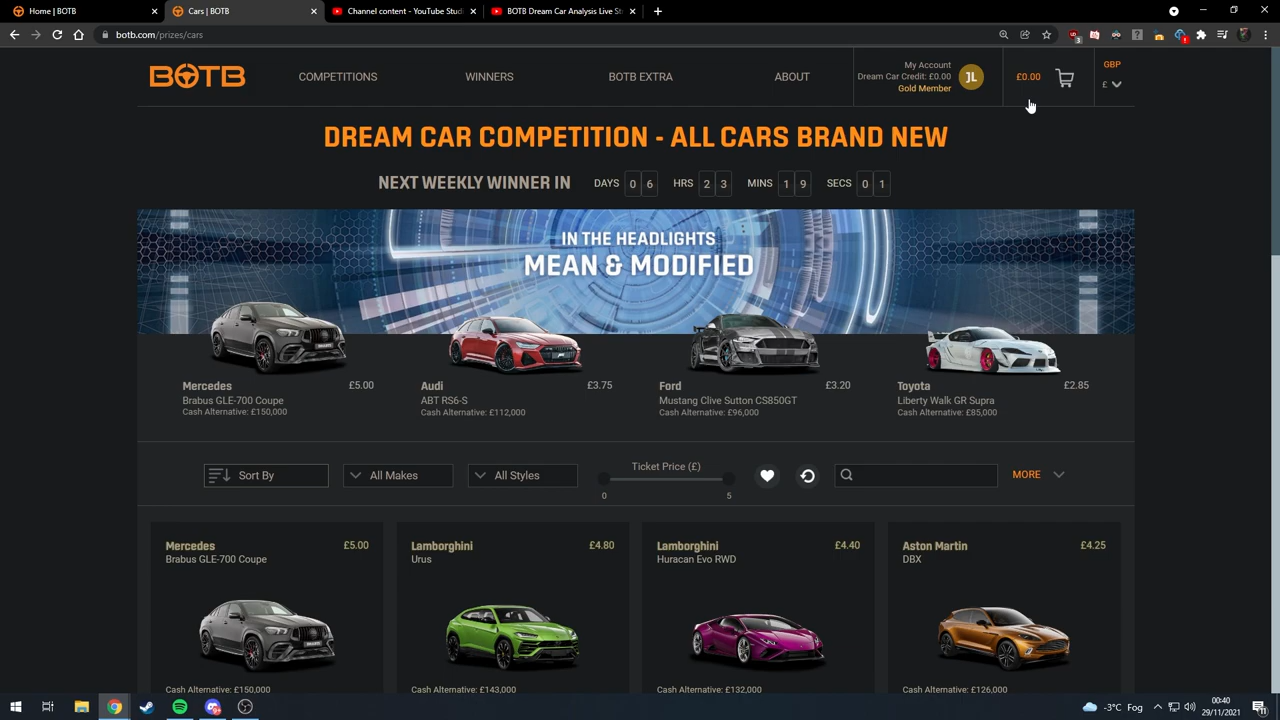 Home | BOTB
Cars | BOTB
Channel content - YouTube Studi
BOTB Dream Car Analysis Live St
botb.com/prizes/cars
BOTB
COMPETITIONS
WINNERS
BOTB EXTRA
ABOUT
My Account
Dream Car Credit: £0.00
Gold Member
JL
£0.00
GBP
£
DREAM CAR COMPETITION - ALL CARS BRAND NEW
NEXT WEEKLY WINNER IN DAYS 0 6 HRS 2 3 MINS 1 9 SECS 0 1
IN THE HEADLIGHTS
MEAN & MODIFIED
Mercedes £5.00
Brabus GLE-700 Coupe
Cash Alternative: £150,000
Audi £3.75
ABT RS6-S
Cash Alternative: £112,000
Ford £3.20
Mustang Clive Sutton CS850GT
Cash Alternative: £96,000
Toyota £2.85
Liberty Walk GR Supra
Cash Alternative: £85,000
Sort By
All Makes
All Styles
Ticket Price (£)
0 5
MORE
Mercedes £5.00
Brabus GLE-700 Coupe
Cash Alternative: £150,000
Lamborghini £4.80
Urus
Cash Alternative: £143,000
Lamborghini £4.40
Huracan Evo RWD
Cash Alternative: £132,000
Aston Martin £4.25
DBX
Cash Alternative: £126,000
-3°C Fog
00:40
29/11/2021